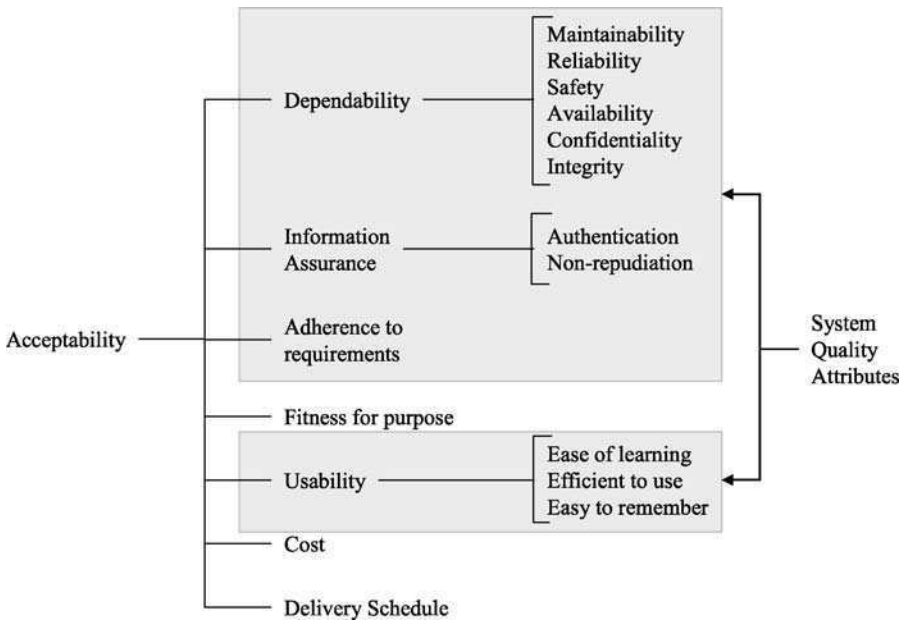 Acceptability
Dependability
Maintainability
Reliability
Safety
Availability
Confidentiality
Integrity
Information
Assurance
Authentication
Non-repudiation
Adherence to
requirements
Fitness for purpose
Usability
Ease of learning
Efficient to use
Easy to remember
Cost
Delivery Schedule
System
Quality
Attributes